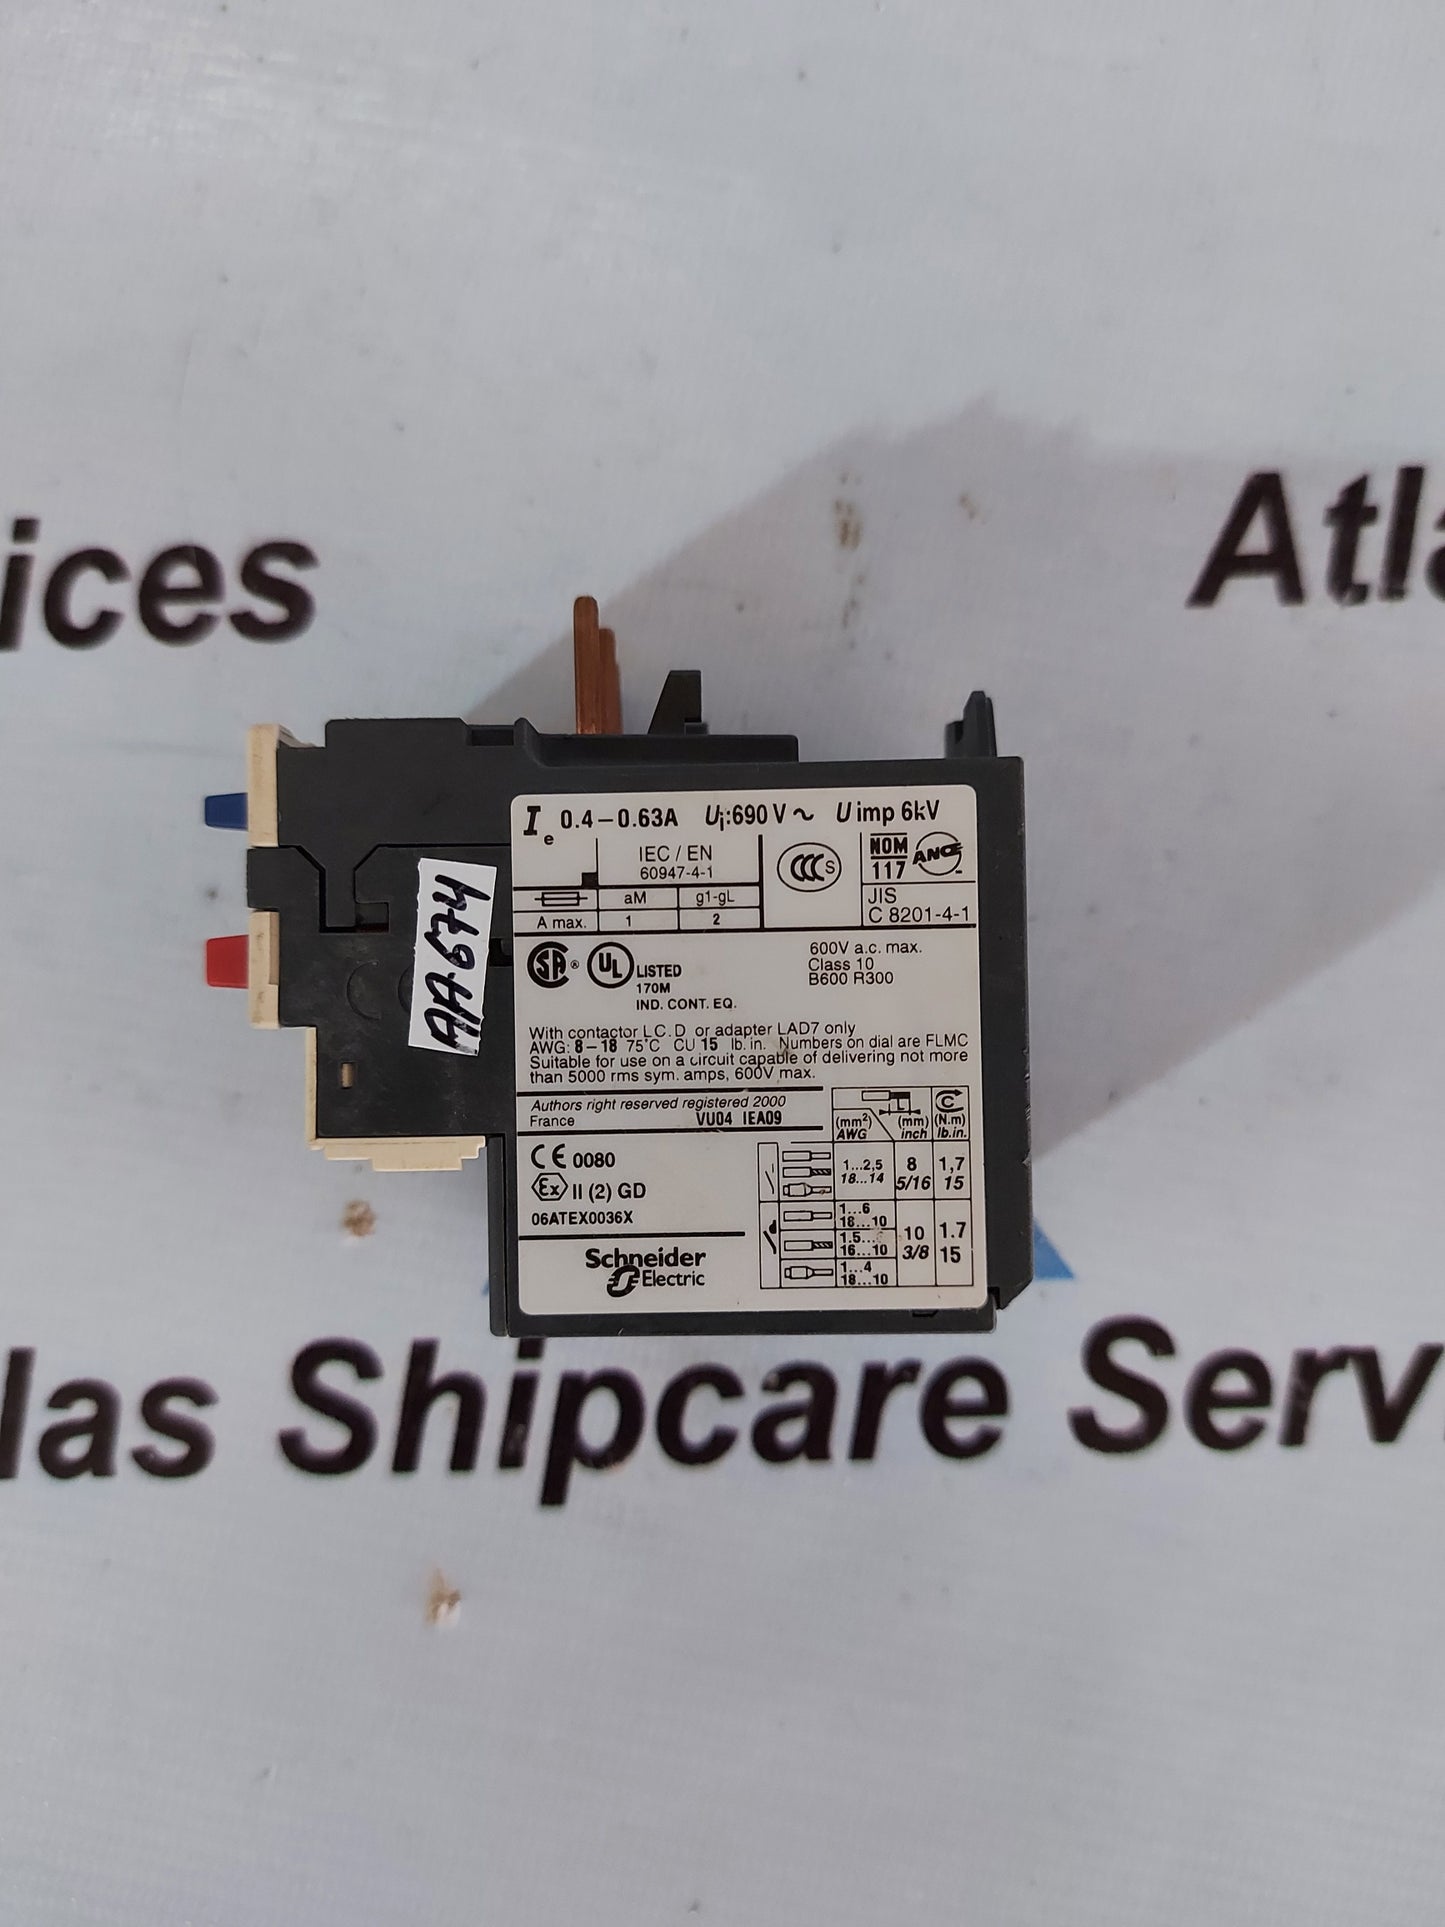 ices
Atla
Ie 0.4–0.63A Ui:690 V ~ U imp 6kV
IEC / EN
60947-4-1
aM g1-gL
A max. 1 2
CCC S
NOM
117
ANCE
JIS
C 8201-4-1
AA674
SA ® UL LISTED
170M
IND. CONT. EQ.
600V a.c. max.
Class 10
B600 R300
With contactor LC.D or adapter LAD7 only
AWG: 8–18 75°C CU 15 lb.in. Numbers on dial are FLMC
Suitable for use on a circuit capable of delivering not more
than 5000 rms sym. amps, 600V max.
Authors right reserved registered 2000
France VU04 IEA09
(mm²) (mm) (N.m)
AWG inch lb.in.
L
C
CE 0080
Ex II (2) GD
06ATEX0036X
1...2,5 8 1,7
18...14 5/16 15
1...6
18...10
1.5...
16...10
10 1.7
3/8 15
1...4
18...10
Schneider
Electric
las Shipcare Serv